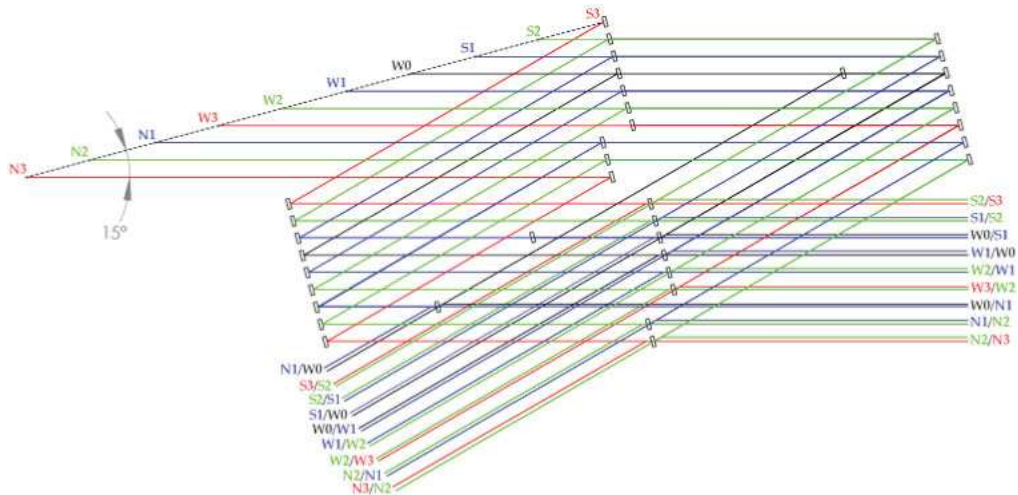 S3
S2
S1
W0
W1
W2
W3
N1
N2
N3
15°
S2/S3
S1/S2
W0/S1
W1/W0
W2/W1
W3/W2
W0/N1
N1/N2
N2/N3
N1/W0
S3/S2
S2/S1
S1/W0
W0/W1
W1/W2
W2/W3
N2/N1
N3/N2